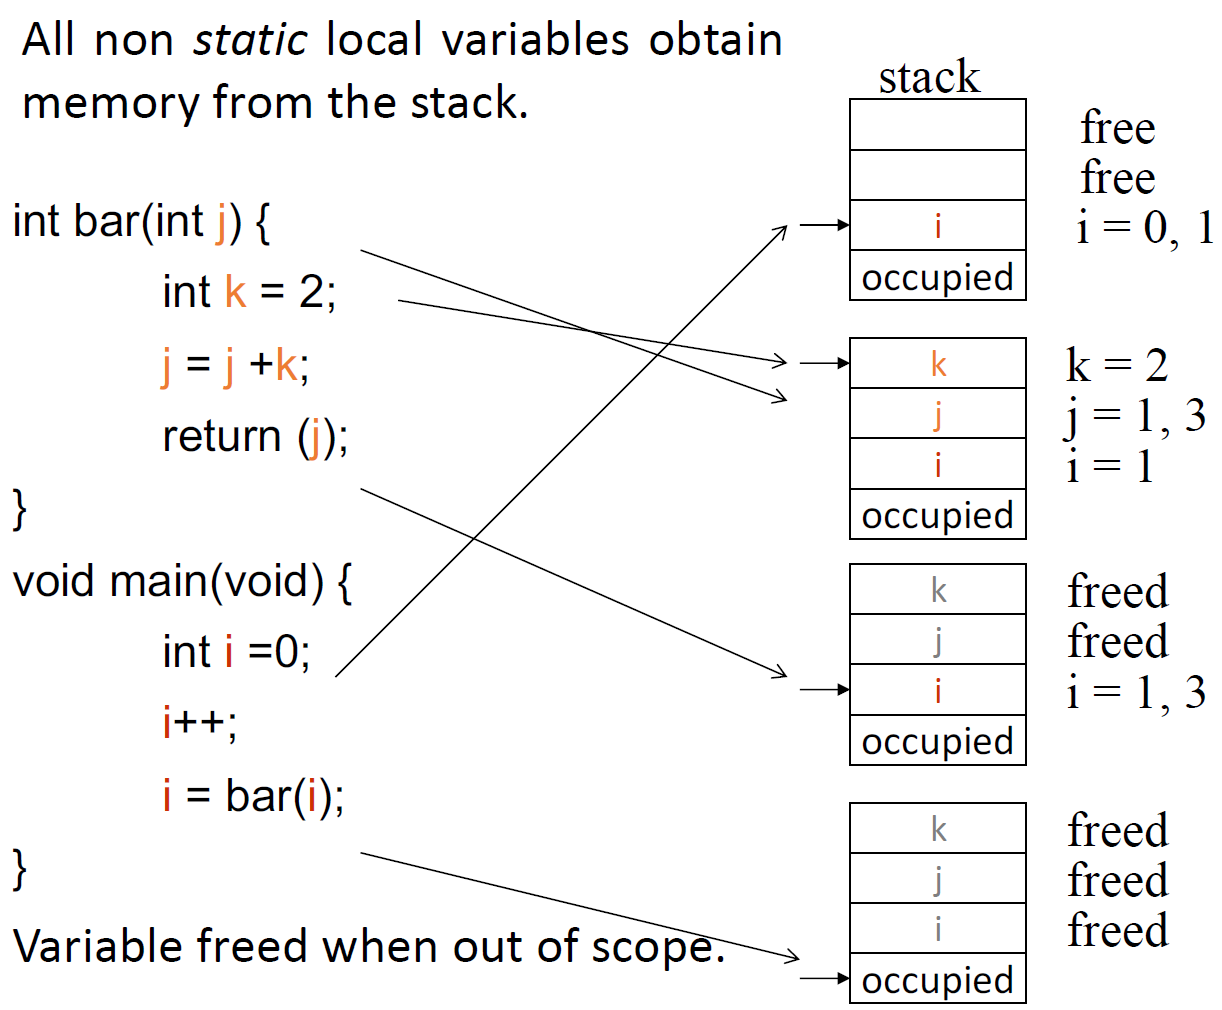 All non static local variables obtain
memory from the stack.
int bar(int j) {
int k = 2;
j = j +k;
return (j);
}
void main(void) {
int i =0;
i++;
i = bar(i);
}
Variable freed when out of scope.
stack
free
free
i i = 0, 1
occupied
k k = 2
j j = 1, 3
i i = 1
occupied
k freed
j freed
i i = 1, 3
occupied
k freed
j freed
i freed
occupied